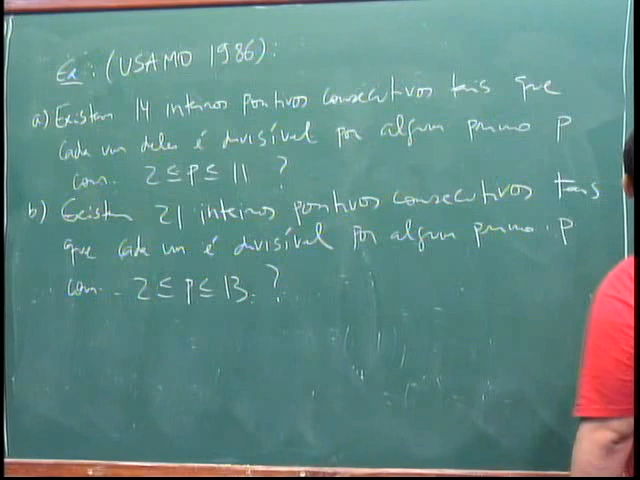 Ex: (USAMO 1986):
a) Existem 14 inteiros positivos consecutivos tais que
cada um deles é divisível por algum primo p
com 2 ≤ p ≤ 11 ?
b) Existem 21 inteiros positivos consecutivos tais
que cada um é divisível por algum primo p
com 2 ≤ p ≤ 13 ?